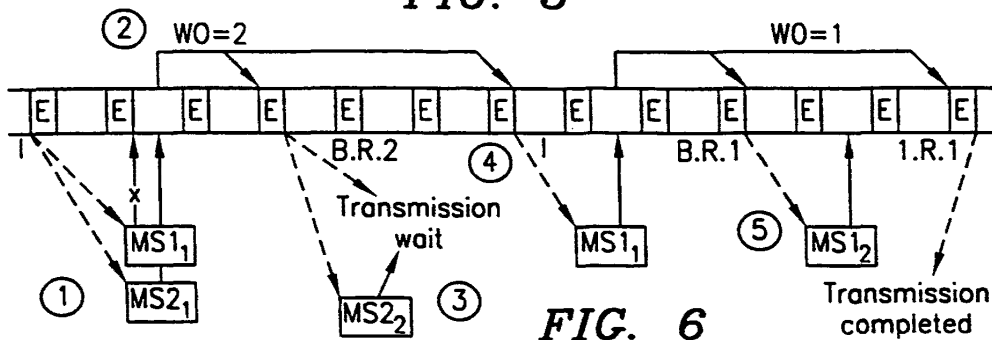 FIG. 5
② WO=2 WO=1
E E E E E E E E E E E E E
I B.R.2 ④ I B.R.1 1.R.1
x
Transmission
wait
MS1₁ MS1₁ ⑤ MS1₂
① MS2₁ MS2₂ ③
Transmission
completed
FIG. 6